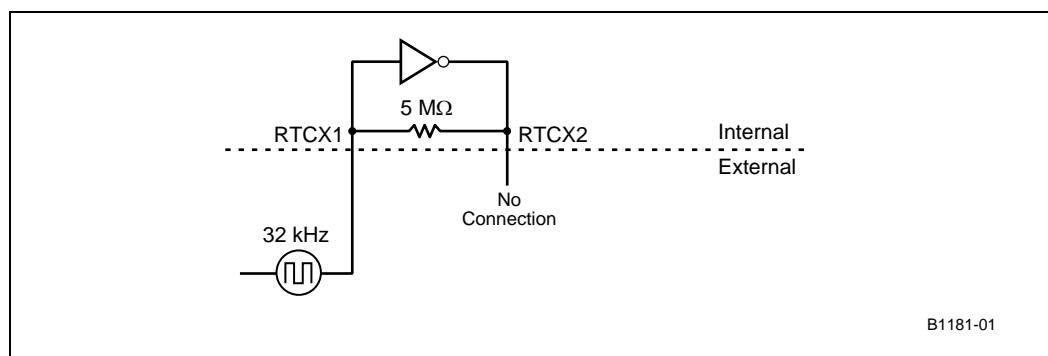 5 MΩ
RTCX1
RTCX2
Internal
External
No
Connection
32 kHz
B1181-01